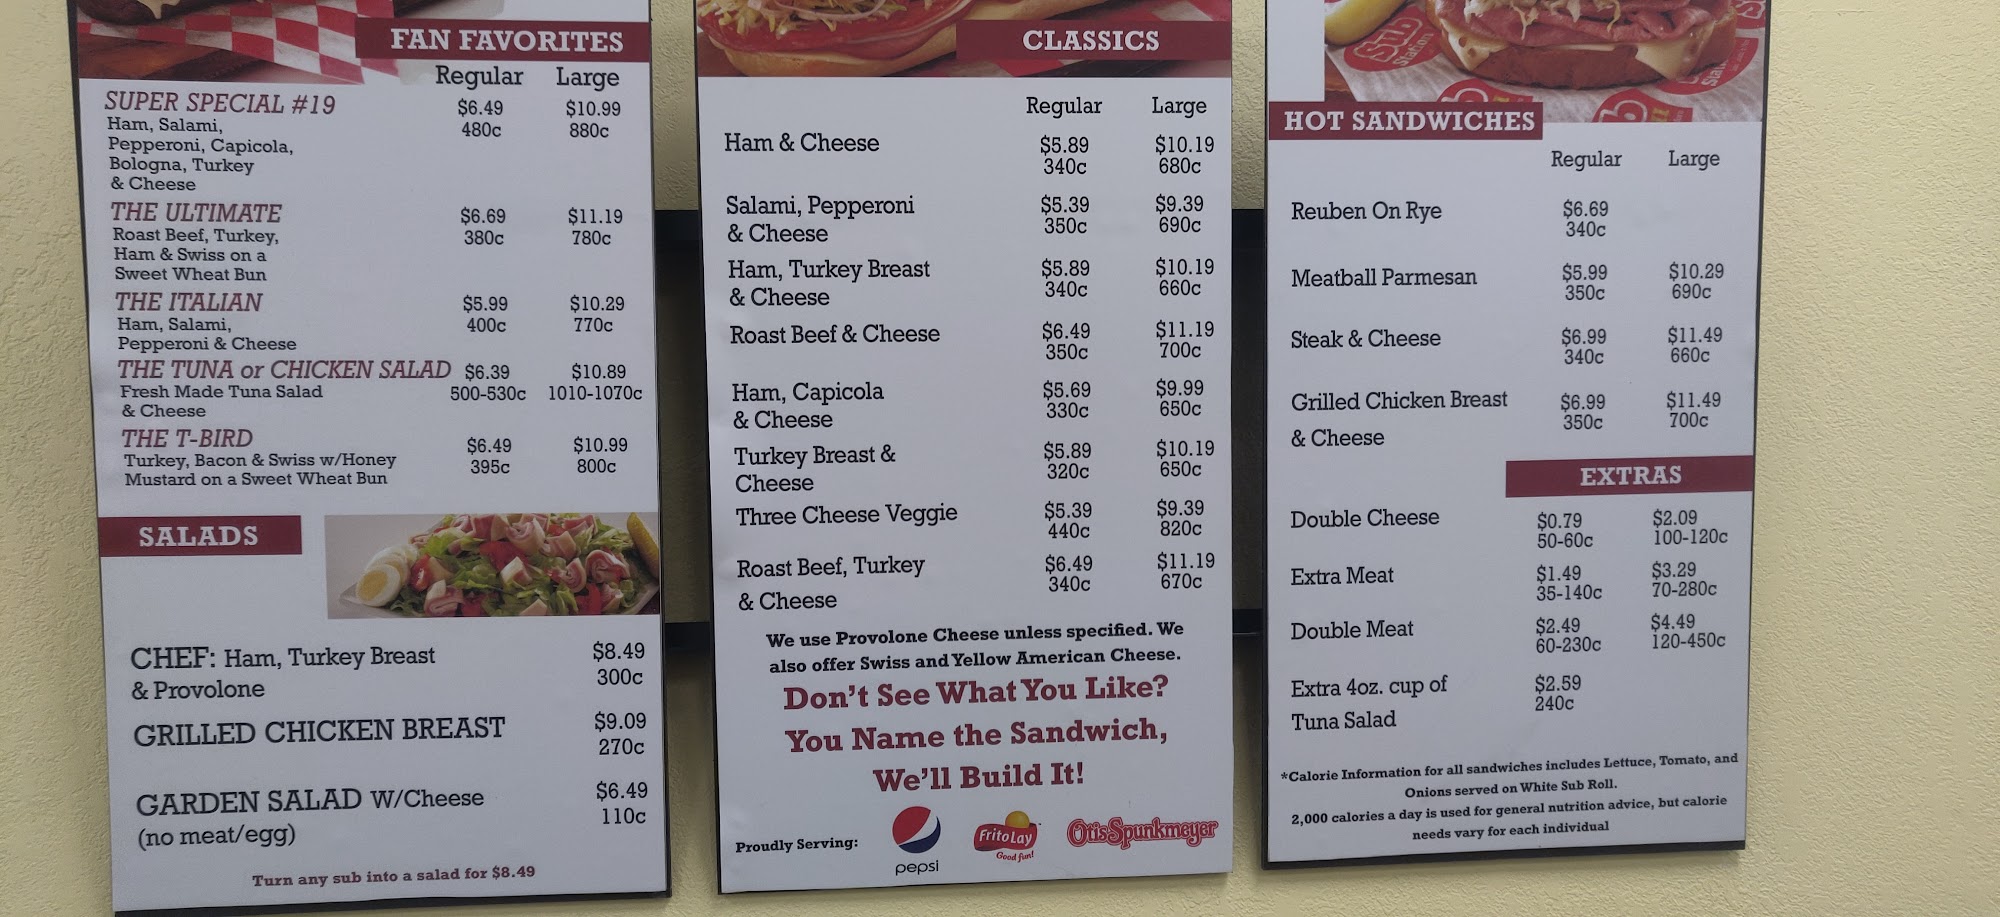 FAN FAVORITES
Regular Large
SUPER SPECIAL #19 $6.49 $10.99
Ham, Salami, 480c 880c
Pepperoni, Capicola,
Bologna, Turkey
& Cheese
THE ULTIMATE $6.69 $11.19
Roast Beef, Turkey, 380c 780c
Ham & Swiss on a
Sweet Wheat Bun
THE ITALIAN $5.99 $10.29
Ham, Salami, 400c 770c
Pepperoni & Cheese
THE TUNA or CHICKEN SALAD $6.39 $10.89
Fresh Made Tuna Salad 500-530c 1010-1070c
& Cheese
THE T-BIRD $6.49 $10.99
Turkey, Bacon & Swiss w/Honey 395c 800c
Mustard on a Sweet Wheat Bun
SALADS
CHEF: Ham, Turkey Breast $8.49
& Provolone 300c
GRILLED CHICKEN BREAST $9.09
270c
GARDEN SALAD W/Cheese $6.49
(no meat/egg) 110c
Turn any sub into a salad for $8.49
CLASSICS
Regular Large
Ham & Cheese $5.89 $10.19
340c 680c
Salami, Pepperoni $5.39 $9.39
& Cheese 350c 690c
Ham, Turkey Breast $5.89 $10.19
& Cheese 340c 660c
Roast Beef & Cheese $6.49 $11.19
350c 700c
Ham, Capicola $5.69 $9.99
& Cheese 330c 650c
Turkey Breast & $5.89 $10.19
Cheese 320c 650c
Three Cheese Veggie $5.39 $9.39
440c 820c
Roast Beef, Turkey $6.49 $11.19
& Cheese 340c 670c
We use Provolone Cheese unless specified. We
also offer Swiss and Yellow American Cheese.
Don't See What You Like?
You Name the Sandwich,
We'll Build It!
Proudly Serving:
pepsi
Frito Lay
Good fun!
Otis Spunkmeyer
Station
HOT SANDWICHES
Regular Large
Reuben On Rye $6.69
340c
Meatball Parmesan $5.99 $10.29
350c 690c
Steak & Cheese $6.99 $11.49
340c 660c
Grilled Chicken Breast $6.99 $11.49
& Cheese 350c 700c
EXTRAS
Double Cheese $0.79 $2.09
50-60c 100-120c
Extra Meat $1.49 $3.29
35-140c 70-280c
Double Meat $2.49 $4.49
60-230c 120-450c
Extra 4oz. cup of $2.59
Tuna Salad 240c
*Calorie Information for all sandwiches includes Lettuce, Tomato, and
Onions served on White Sub Roll.
2,000 calories a day is used for general nutrition advice, but calorie
needs vary for each individual